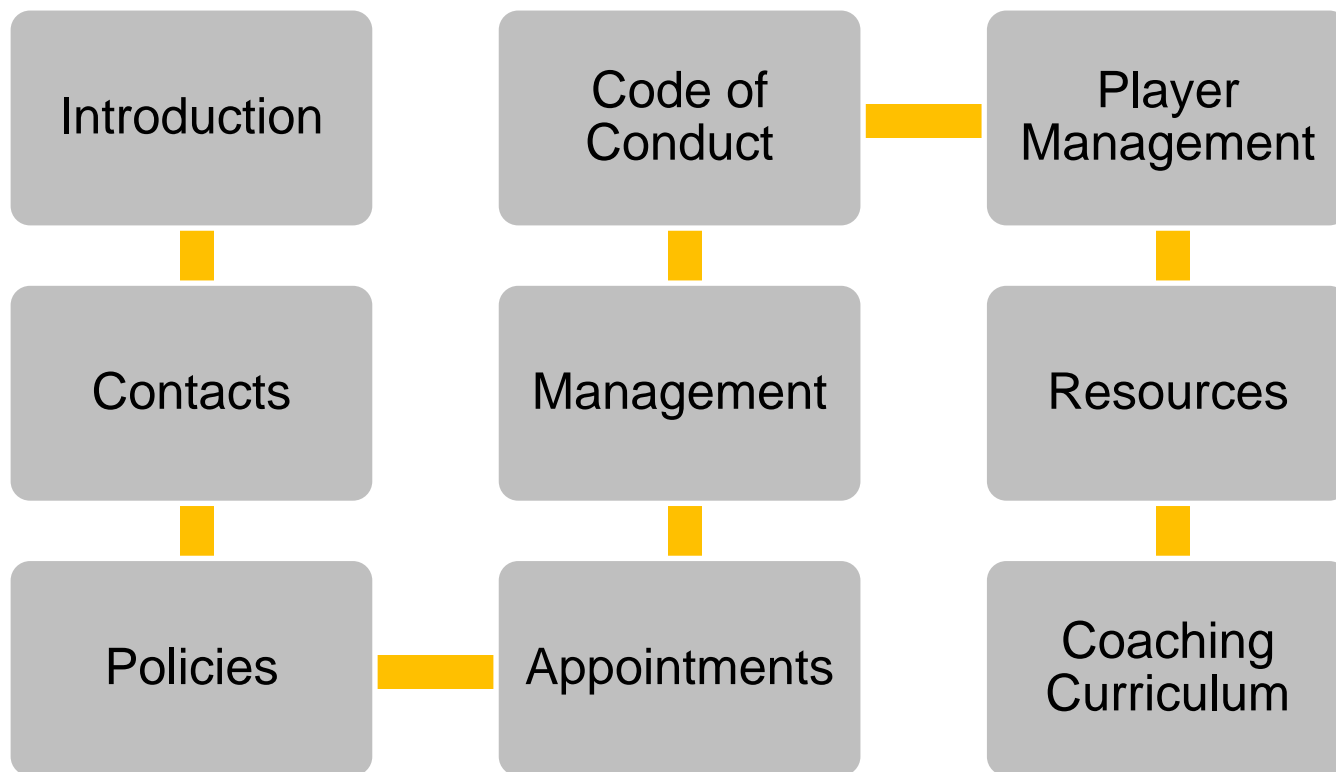 Introduction
Contacts
Policies
Appointments
Management
Code of
Conduct
Player
Management
Resources
Coaching
Curriculum